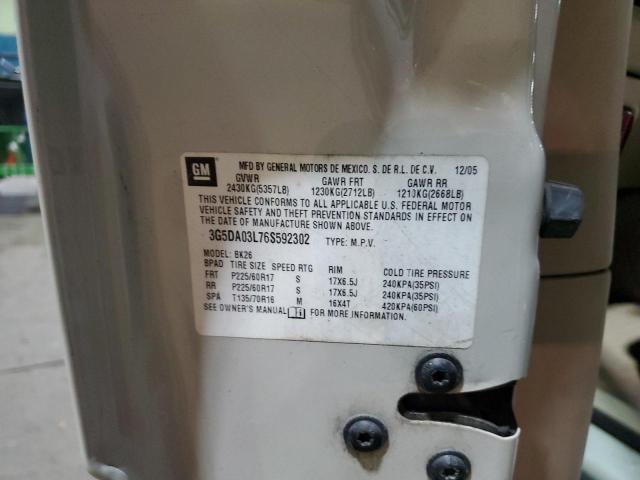 GM
MFD BY GENERAL MOTORS DE MEXICO. S. DE R.L. DE C.V. 12/05
GVWR GAWR FRT GAWR RR
2430KG(5357LB) 1230KG(2712LB) 1213KG(2668LB)
THIS VEHICLE CONFORMS TO ALL APPLICABLE U.S. FEDERAL MOTOR
VEHICLE SAFETY AND THEFT PREVENTION STANDARDS IN EFFECT ON
THE DATE OF MANUFACTURE SHOWN ABOVE.
3G5DA03L76S592302 TYPE: M.P.V.
MODEL: BK26
BPAD TIRE SIZE SPEED RTG RIM COLD TIRE PRESSURE
FRT P225/60R17 S 17X6.5J 240KPA(35PSI)
RR P225/60R17 S 17X6.5J 240KPA(35PSI)
SPA T135/70R16 M 16X4T 420KPA(60PSI)
SEE OWNER'S MANUAL FOR MORE INFORMATION.